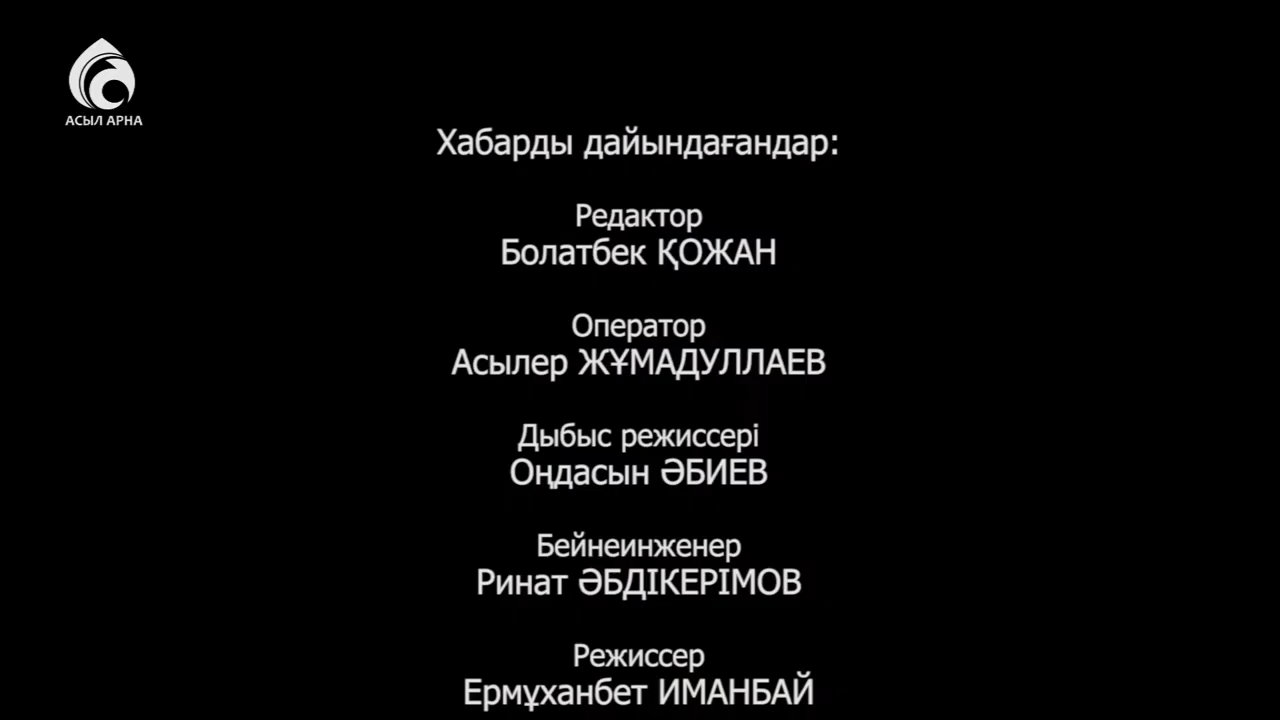 АСЫЛ АРНА
Хабарды дайындағандар:
Редактор
Болатбек ҚОЖАН
Оператор
Асылер ЖҰМАДУЛЛАЕВ
Дыбыс режиссері
Оңдасын ӘБИЕВ
Бейнеинженер
Ринат ӘБДІКЕРІМОВ
Режиссер
Ермұханбет ИМАНБАЙ